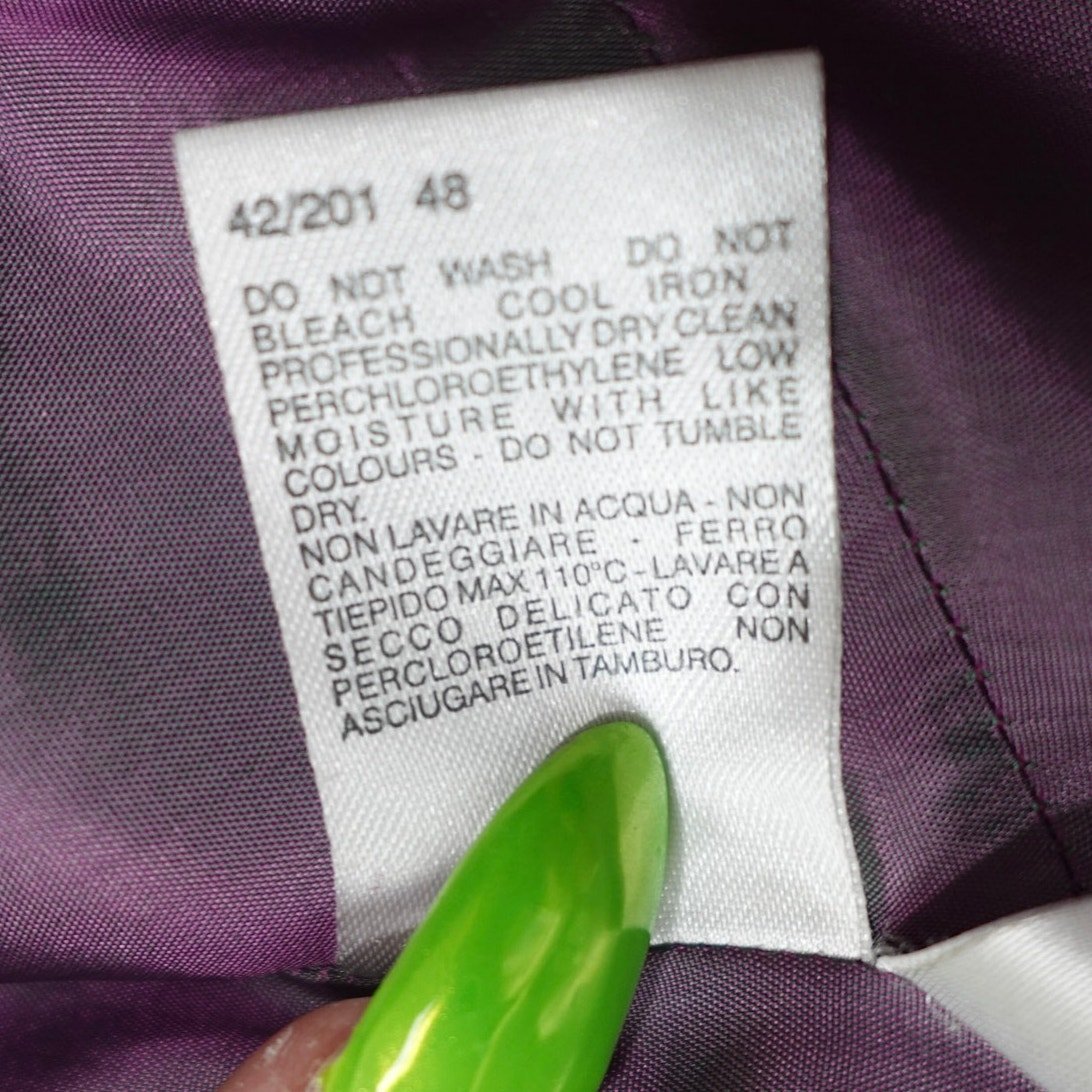 42/201 48
DO NOT WASH DO NOT
BLEACH COOL IRON
PROFESSIONALLY DRY CLEAN
PERCHLOROETHYLENE LOW
MOISTURE WITH LIKE
COLOURS - DO NOT TUMBLE
DRY.
NON LAVARE IN ACQUA - NON
CANDEGGIARE - FERRO
TIEPIDO MAX 110°C - LAVARE A
SECCO DELICATO CON
PERCLOROETILENE NON
ASCIUGARE IN TAMBURO.